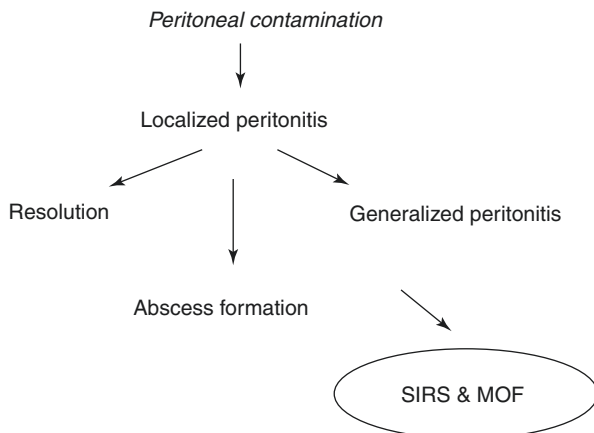 Peritoneal contamination
Localized peritonitis
Resolution
Generalized peritonitis
Abscess formation
SIRS & MOF